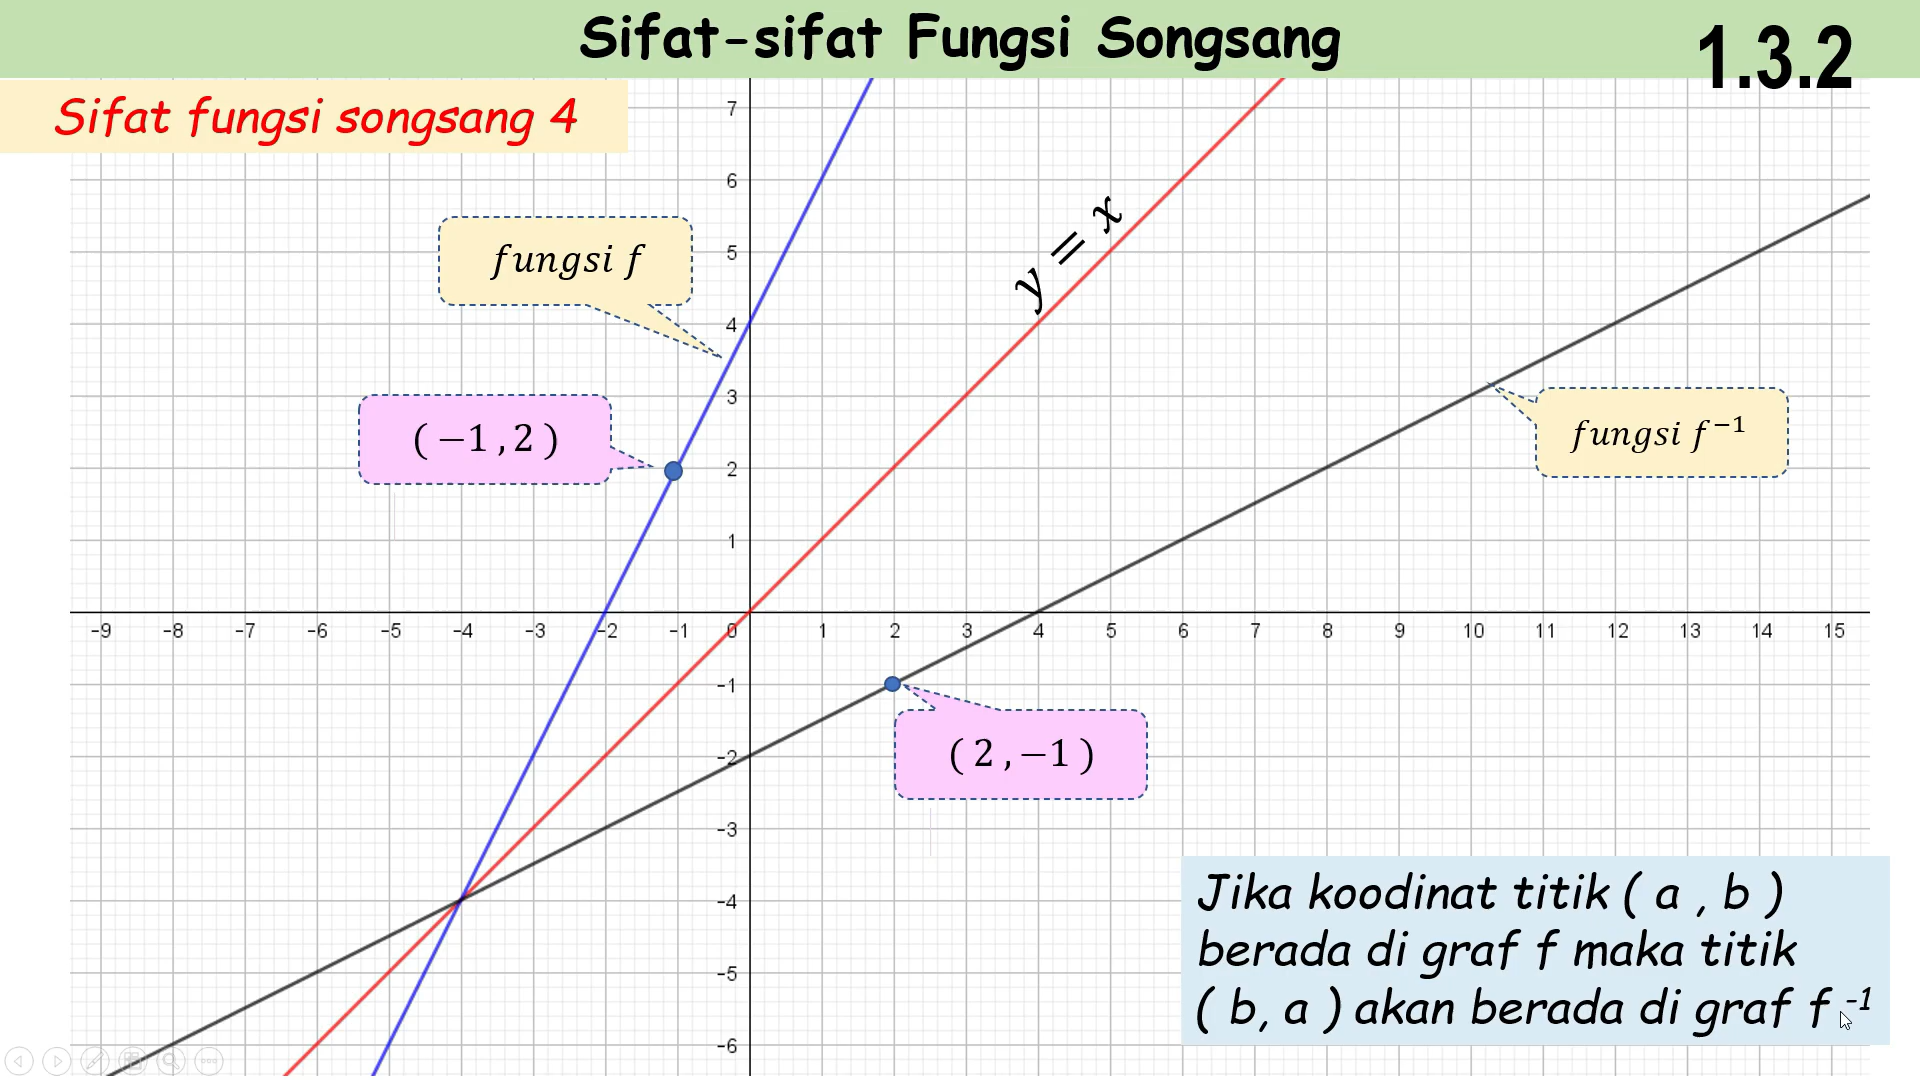 Sifat-sifat Fungsi Songsang
1.3.2
Sifat fungsi songsang 4
fungsi f
y = x
( −1 , 2 )
fungsi f⁻¹
( 2 , −1 )
7
6
5
4
3
2
1
-9 -8 -7 -6 -5 -4 -3 -2 -1 0 1 2 3 4 5 6 7 8 9 10 11 12 13 14 15
-1
-2
-3
-4
-5
-6
Jika koodinat titik ( a , b )
berada di graf f maka titik
( b, a ) akan berada di graf f ⁻¹